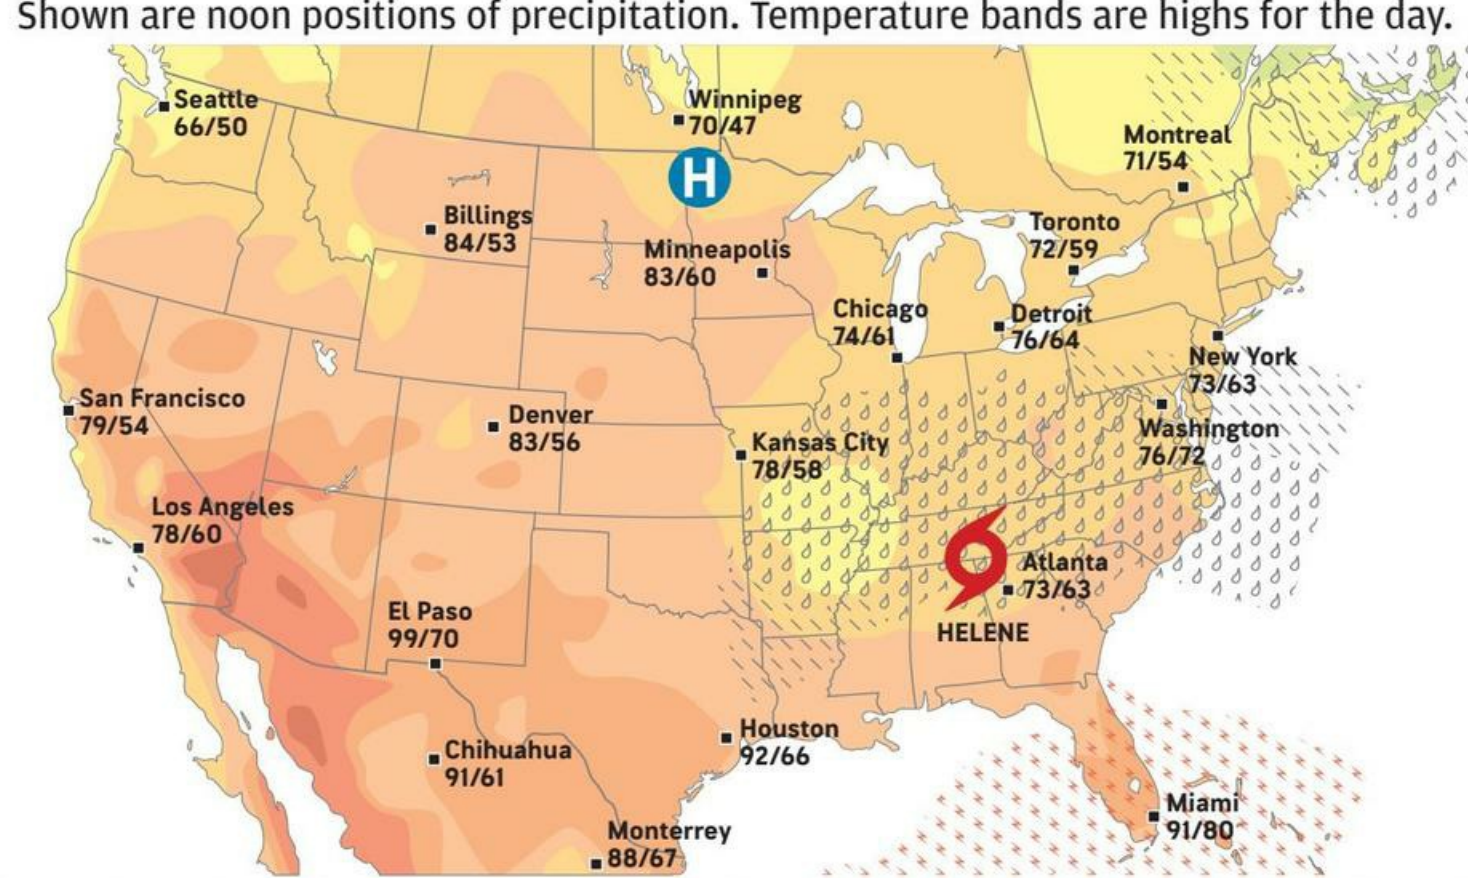 Shown are noon positions of precipitation. Temperature bands are highs for the day.
Seattle
66/50
Winnipeg
70/47
H
Montreal
71/54
Billings
84/53
Minneapolis
83/60
Toronto
72/59
Chicago
74/61
Detroit
76/64
New York
73/63
San Francisco
79/54
Denver
83/56
Kansas City
78/58
Washington
76/72
Los Angeles
78/60
Atlanta
73/63
HELENE
El Paso
99/70
Houston
92/66
Chihuahua
91/61
Miami
91/80
Monterrey
88/67